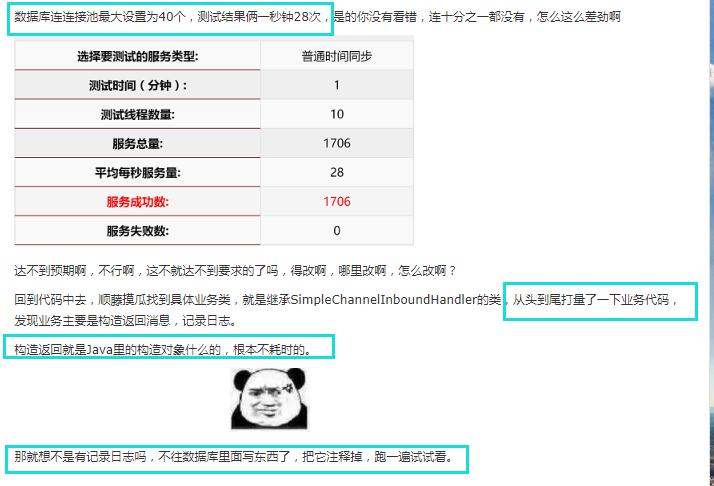 数据库连连接池最大设置为40个，测试结果俩一秒钟28次，是的你没有看错，连十分之一都没有，怎么这么差劲啊
选择要测试的服务类型: 普通时间同步
测试时间（分钟）: 1
测试线程数量: 10
服务总量: 1706
平均每秒服务量: 28
服务成功数: 1706
服务失败数: 0
达不到预期啊，不行啊，这不就达不到要求的了吗，得改啊，哪里改啊，怎么改啊？
回到代码中去，顺藤摸瓜找到具体业务类，就是继承SimpleChannelInboundHandler的类，从头到尾打量了一下业务代码，
发现业务主要是构造返回消息，记录日志。
构造返回就是Java里的构造对象什么的，根本不耗时的。
那就想不是有记录日志吗，不往数据库里面写东西了，把它注释掉，跑一遍试试看。